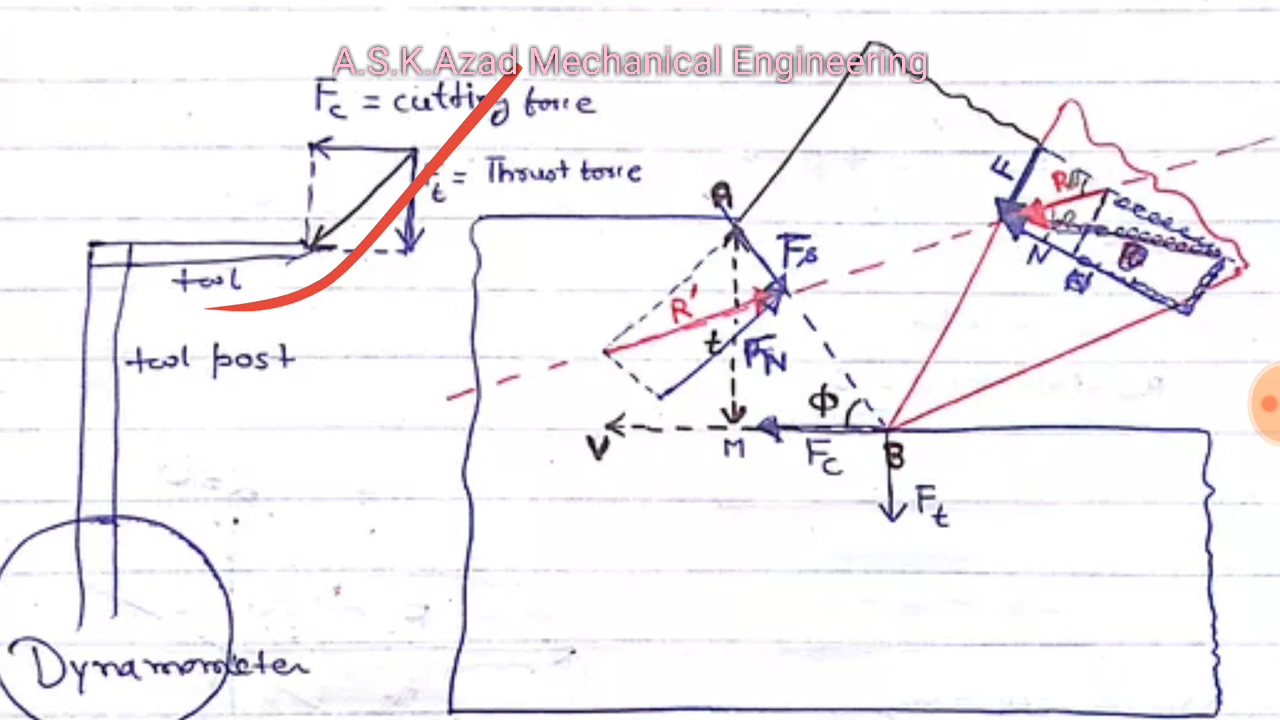 A.S.K.Azad Mechanical Engineering
Fc = cutting force
Ft = Thrust force
tool
tool post
Dynamometer
A
Fs
R'
t
FN
Φ
V
M
Fc
B
Ft
F
R
N